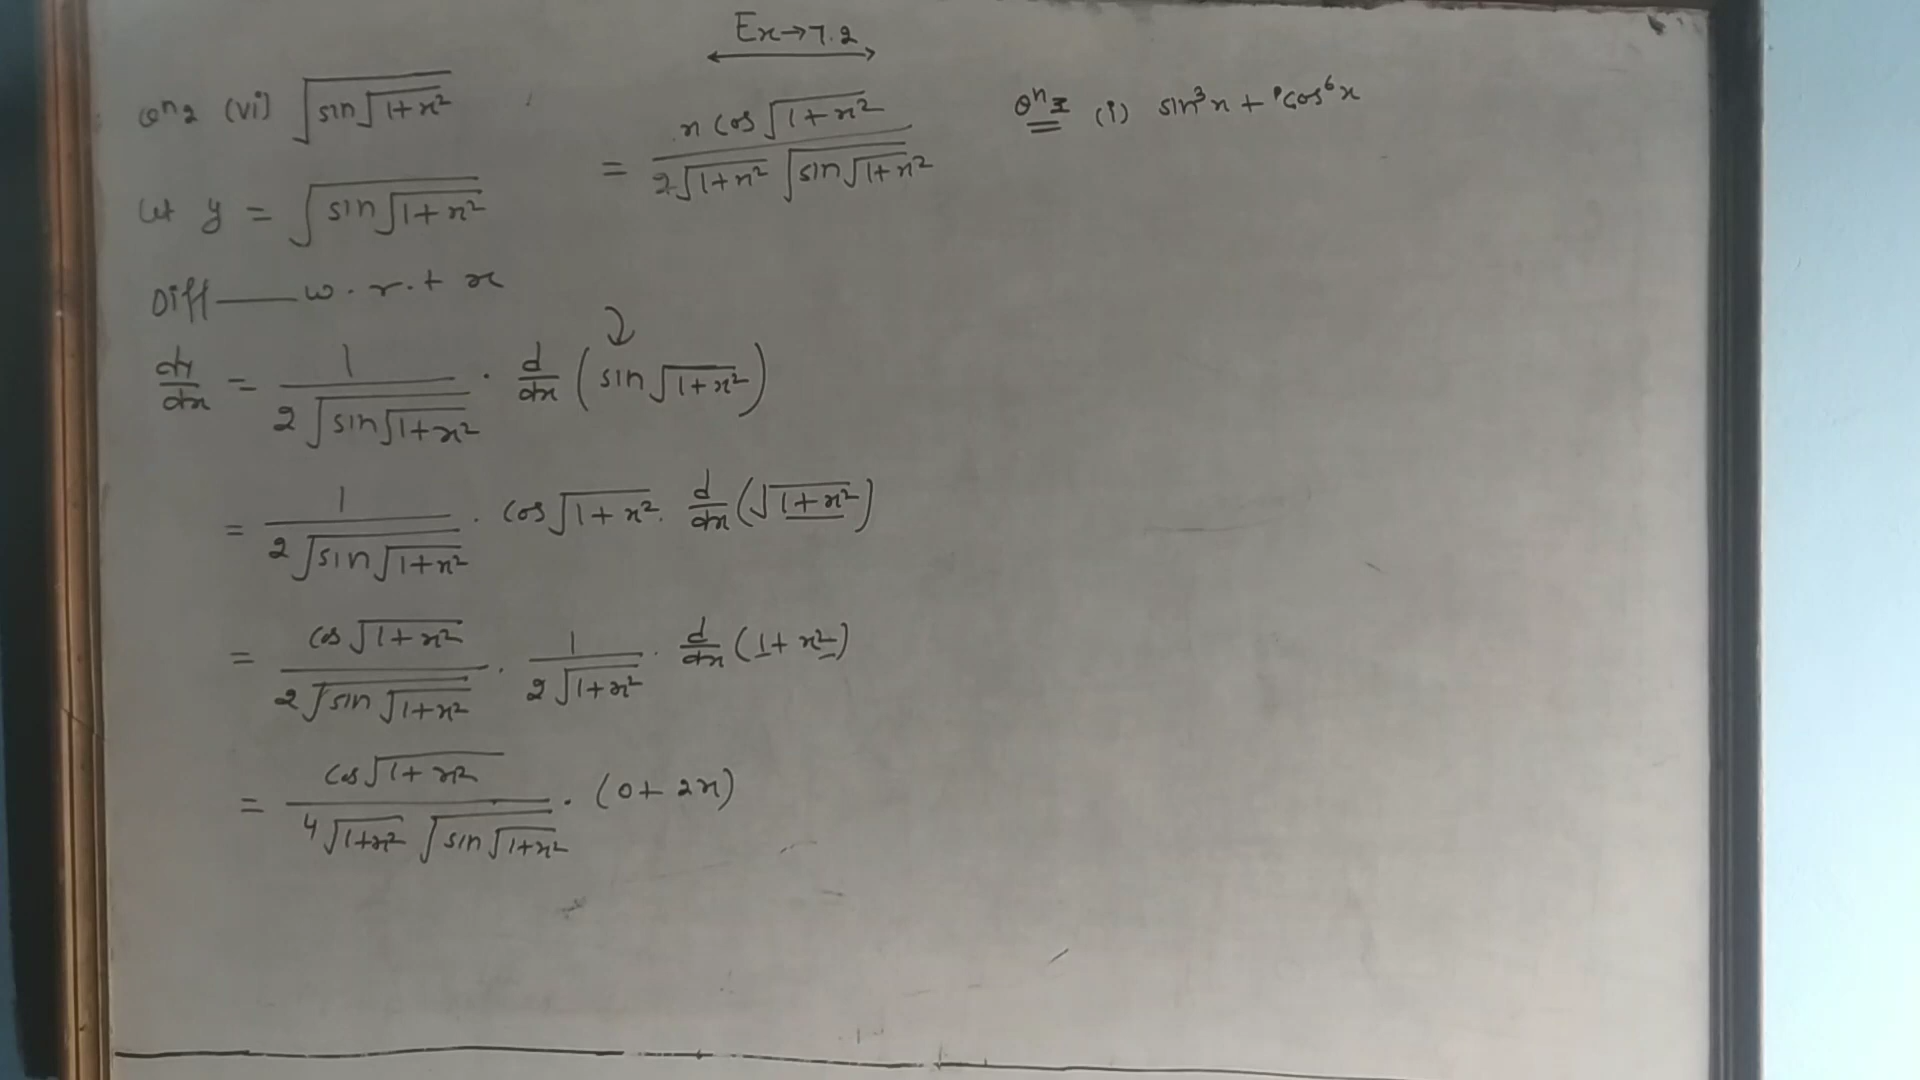 Ex→7.2
Qn2 (vi) √(sin√(1+x²))
Let y = √(sin√(1+x²))
Diff — w.r.t x
dy/dx = 1/(2√(sin√(1+x²))) · d/dx (sin√(1+x²))
= 1/(2√(sin√(1+x²))) · cos√(1+x²) · d/dx (√(1+x²))
= cos√(1+x²)/(2√(sin√(1+x²))) · 1/(2√(1+x²)) · d/dx (1+x²)
= cos√(1+x²)/(4√(1+x²) √(sin√(1+x²))) · (0+2x)
= x cos√(1+x²)/(2√(1+x²) √(sin√(1+x²)))
(i) sin³x + cos⁶x